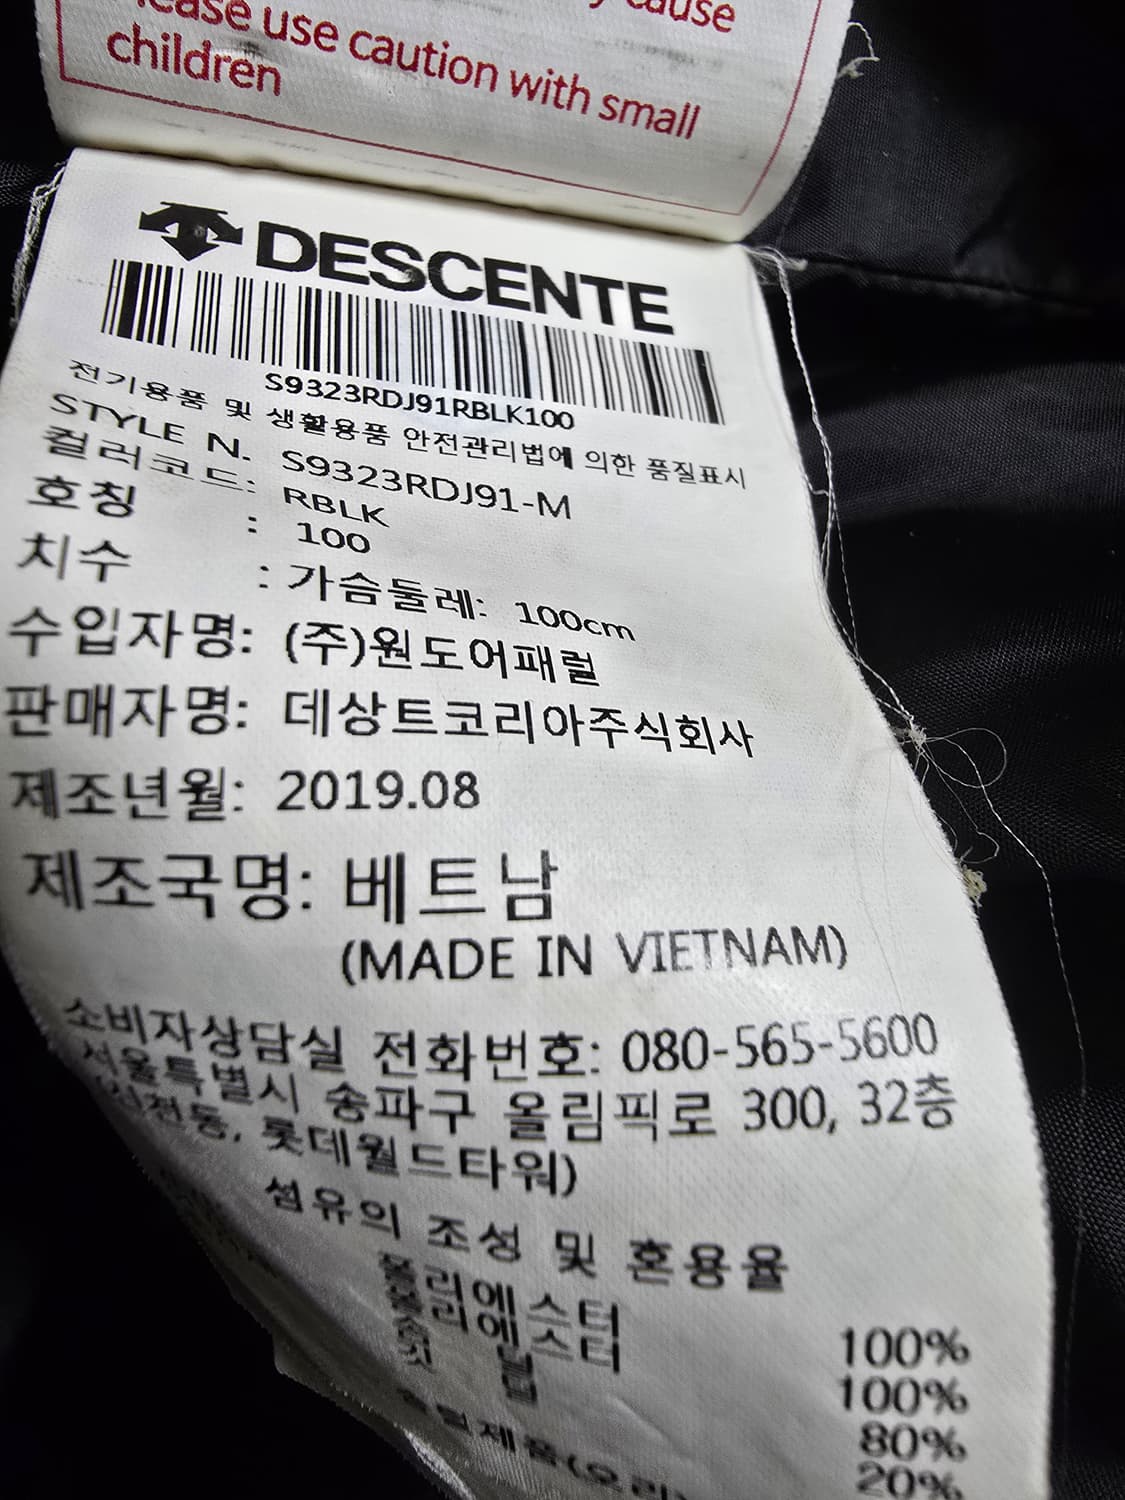 cause
ease use caution with small
children
DESCENTE
S9323RDJ91RBLK100
전기용품 및 생활용품 안전관리법에 의한 품질표시
STYLE N. S9323RDJ91-M
컬러코드: RBLK
호칭 : 100
치수 : 가슴둘레: 100cm
수입자명: (주)원도어패럴
판매자명: 데상트코리아주식회사
제조년월: 2019.08
제조국명: 베트남
(MADE IN VIETNAM)
소비자상담실 전화번호: 080-565-5600
서울특별시 송파구 올림픽로 300, 32층
(신천동, 롯데월드타워)
섬유의 조성 및 혼용율
폴리에스터 100%
폴리에스터 100%
80%
20%